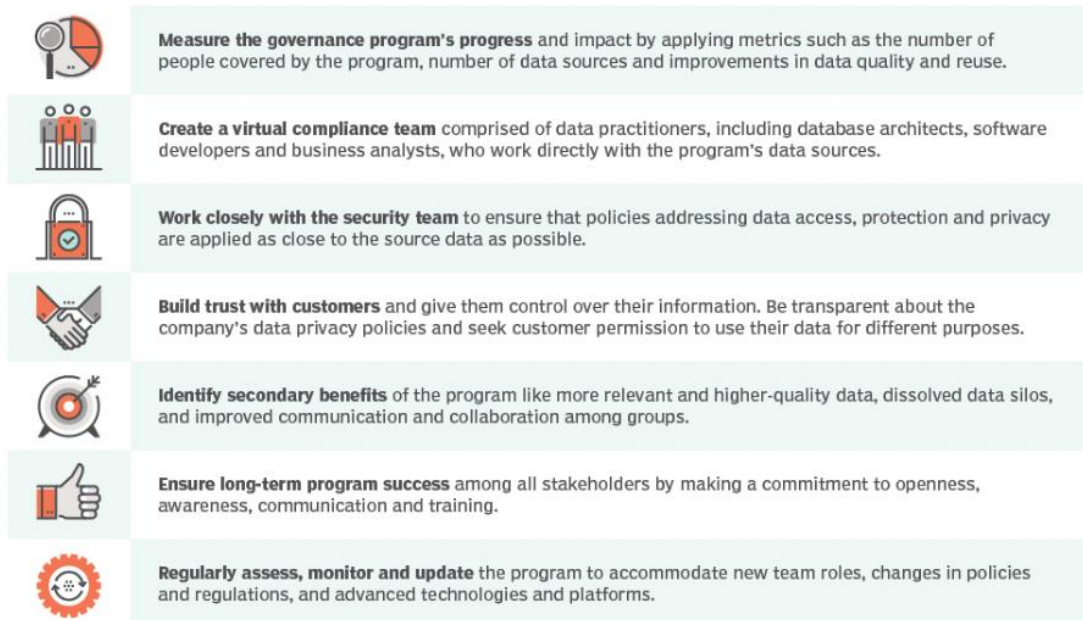 Measure the governance program's progress and impact by applying metrics such as the number of
people covered by the program, number of data sources and improvements in data quality and reuse.
Create a virtual compliance team comprised of data practitioners, including database architects, software
developers and business analysts, who work directly with the program's data sources.
Work closely with the security team to ensure that policies addressing data access, protection and privacy
are applied as close to the source data as possible.
Build trust with customers and give them control over their information. Be transparent about the
company's data privacy policies and seek customer permission to use their data for different purposes.
Identify secondary benefits of the program like more relevant and higher-quality data, dissolved data silos,
and improved communication and collaboration among groups.
Ensure long-term program success among all stakeholders by making a commitment to openness,
awareness, communication and training.
Regularly assess, monitor and update the program to accommodate new team roles, changes in policies
and regulations, and advanced technologies and platforms.